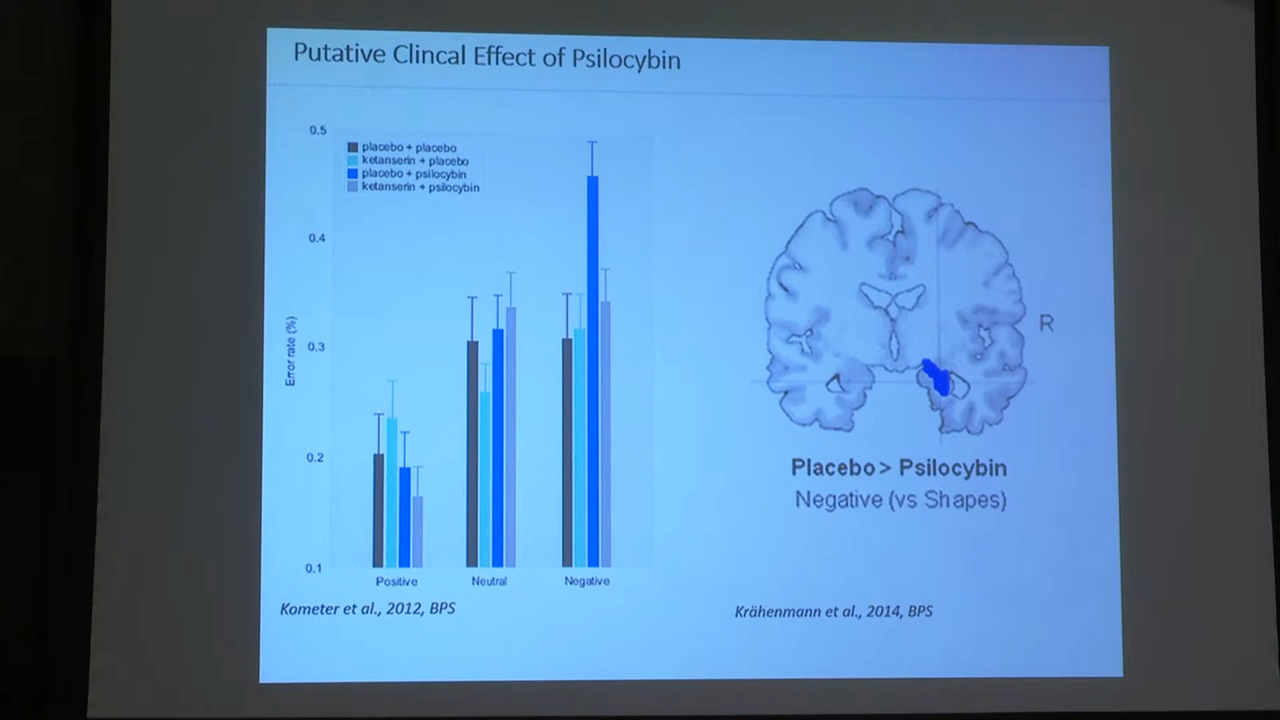 Putative Clincal Effect of Psilocybin
0.5
0.4
0.3
0.2
0.1
Error rate (%)
placebo + placebo
ketanserin + placebo
placebo + psilocybin
ketanserin + psilocybin
Positive
Neutral
Negative
Kometer et al., 2012, BPS
R
Placebo > Psilocybin
Negative (vs Shapes)
Krähenmann et al., 2014, BPS